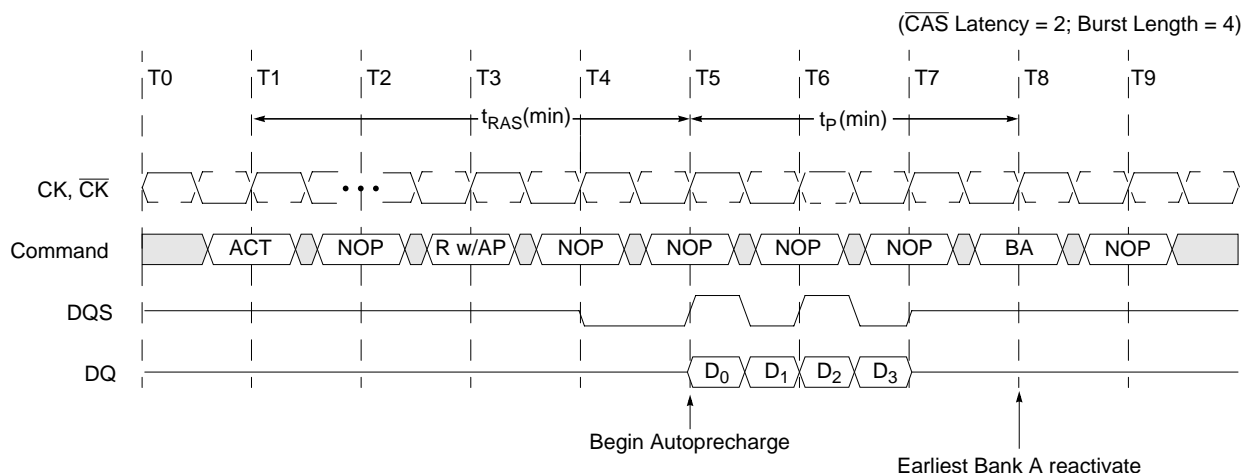 (CAS Latency = 2; Burst Length = 4)
T0 T1 T2 T3 T4 T5 T6 T7 T8 T9
tRAS(min) tP(min)
CK, CK
Command ACT NOP R w/AP NOP NOP NOP NOP BA NOP
DQS
DQ D0 D1 D2 D3
Begin Autoprecharge
Earliest Bank A reactivate